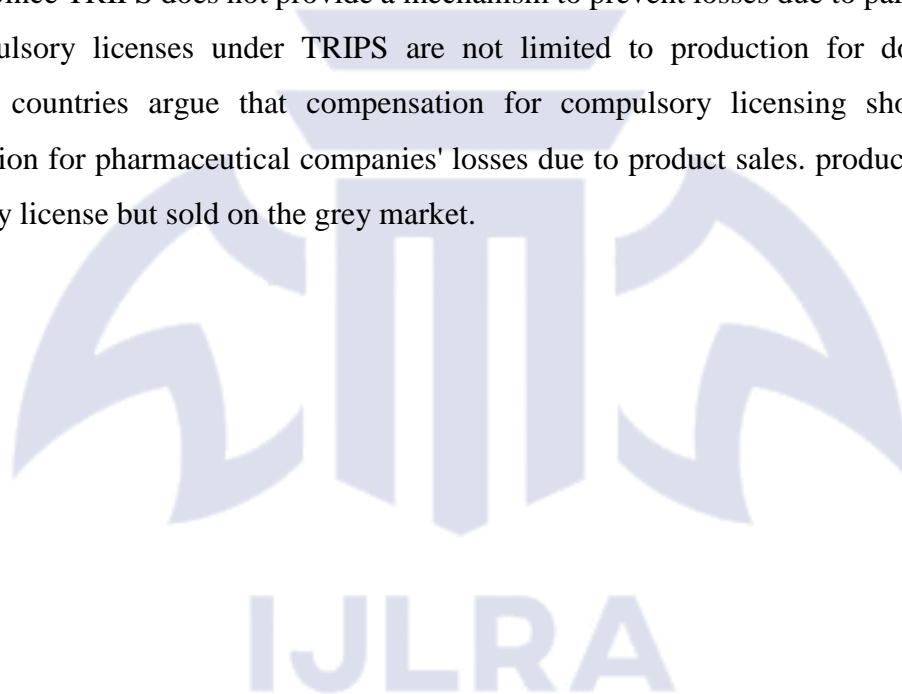 since TRIPS does not provide a mechanism to prevent losses due to
ulsory licenses under TRIPS are not limited to production for do
countries argue that compensation for compulsory licensing sho
ion for pharmaceutical companies' losses due to product sales. produc
y license but sold on the grey market.
IJLRA